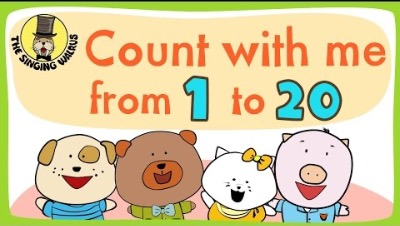 THE SINGING WALRUS
Count with me
from 1 to 20